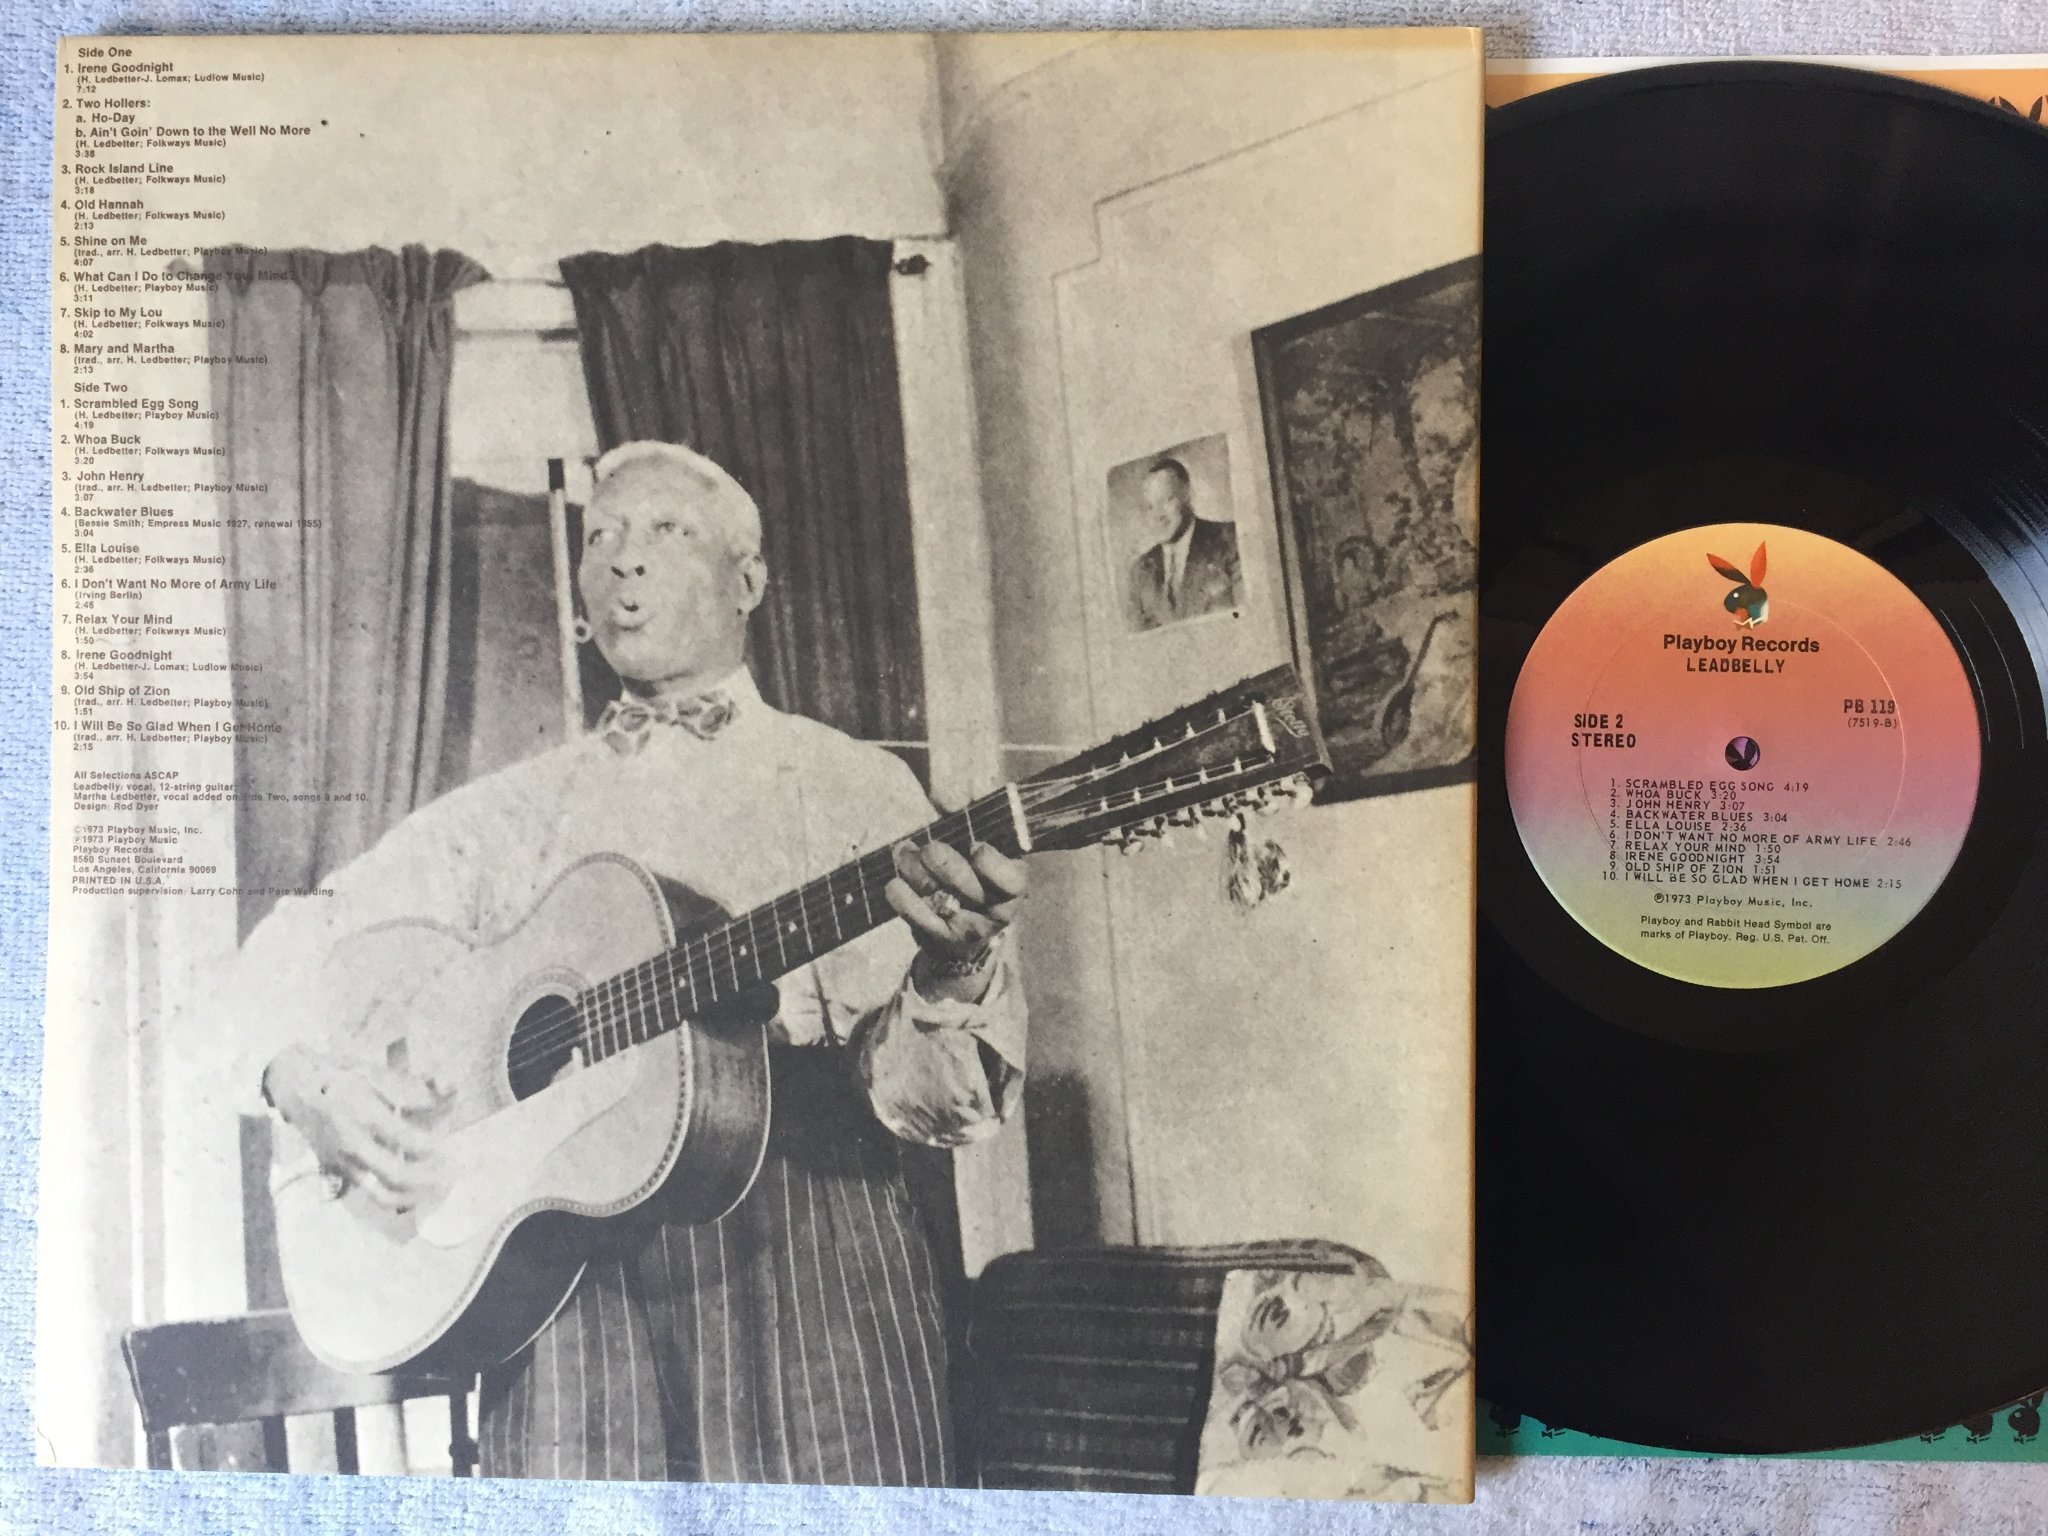 Side One
1. Irene Goodnight
(H. Ledbetter-J. Lomax; Ludlow Music)
7:12
2. Two Hollers:
a. Ho-Day
b. Ain't Goin' Down to the Well No More
(H. Ledbetter; Folkways Music)
3:38
3. Rock Island Line
(H. Ledbetter; Folkways Music)
3:18
4. Old Hannah
(H. Ledbetter; Folkways Music)
2:13
5. Shine on Me
(trad., arr. H. Ledbetter; Playboy Music)
4:07
6. What Can I Do to Change Your Mind?
(H. Ledbetter; Playboy Music)
3:11
7. Skip to My Lou
(H. Ledbetter; Folkways Music)
4:02
8. Mary and Martha
(trad., arr. H. Ledbetter; Playboy Music)
2:13
Side Two
1. Scrambled Egg Song
(H. Ledbetter; Playboy Music)
4:19
2. Whoa Buck
(H. Ledbetter; Folkways Music)
3:20
3. John Henry
(trad., arr. H. Ledbetter; Playboy Music)
3:07
4. Backwater Blues
(Bessie Smith; Empress Music 1927, renewal 1955)
3:04
5. Ella Louise
(H. Ledbetter; Folkways Music)
2:36
6. I Don't Want No More of Army Life
(Irving Berlin)
2:46
7. Relax Your Mind
(H. Ledbetter; Folkways Music)
1:50
8. Irene Goodnight
(H. Ledbetter-J. Lomax; Ludlow Music)
3:54
9. Old Ship of Zion
(trad., arr. H. Ledbetter; Playboy Music)
1:51
10. I Will Be So Glad When I Get Home
(trad., arr. H. Ledbetter; Playboy Music)
2:15
All Selections ASCAP
Leadbelly: vocal, 12-string guitar;
Martha Ledbetter, vocal added on Side Two, songs 9 and 10.
Design: Rod Dyer
©1973 Playboy Music, Inc.
℗1973 Playboy Music
Playboy Records
8560 Sunset Boulevard
Los Angeles, California 90069
PRINTED IN U.S.A.
Production supervision: Larry Cohn and Pete Welding
Stella
Playboy Records
LEADBELLY
PB 119
(7519-B)
SIDE 2
STEREO
1. SCRAMBLED EGG SONG 4:19
2. WHOA BUCK 3:20
3. JOHN HENRY 3:07
4. BACKWATER BLUES 3:04
5. ELLA LOUISE 2:36
6. I DON'T WANT NO MORE OF ARMY LIFE 2:46
7. RELAX YOUR MIND 1:50
8. IRENE GOODNIGHT 3:54
9. OLD SHIP OF ZION 1:51
10. I WILL BE SO GLAD WHEN I GET HOME 2:15
℗1973 Playboy Music, Inc.
Playboy and Rabbit Head Symbol are
marks of Playboy. Reg. U.S. Pat. Off.